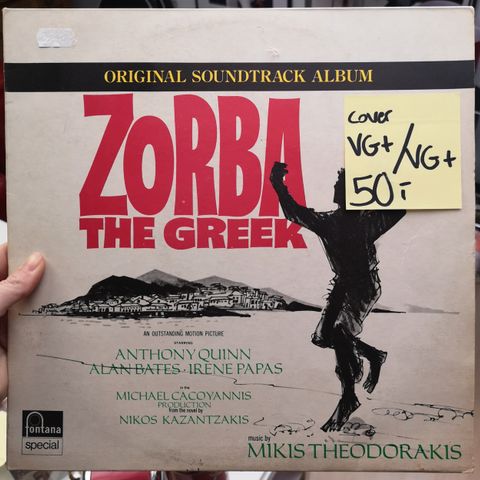 ORIGINAL SOUNDTRACK ALBUM
ZORBA
THE GREEK
cover
VG+/VG+
50:-
AN OUTSTANDING MOTION PICTURE
STARRING
ANTHONY QUINN
ALAN BATES · IRENE PAPAS
in the
MICHAEL CACOYANNIS
PRODUCTION
from the novel by
NIKOS KAZANTZAKIS
music by
MIKIS THEODORAKIS
fontana
special